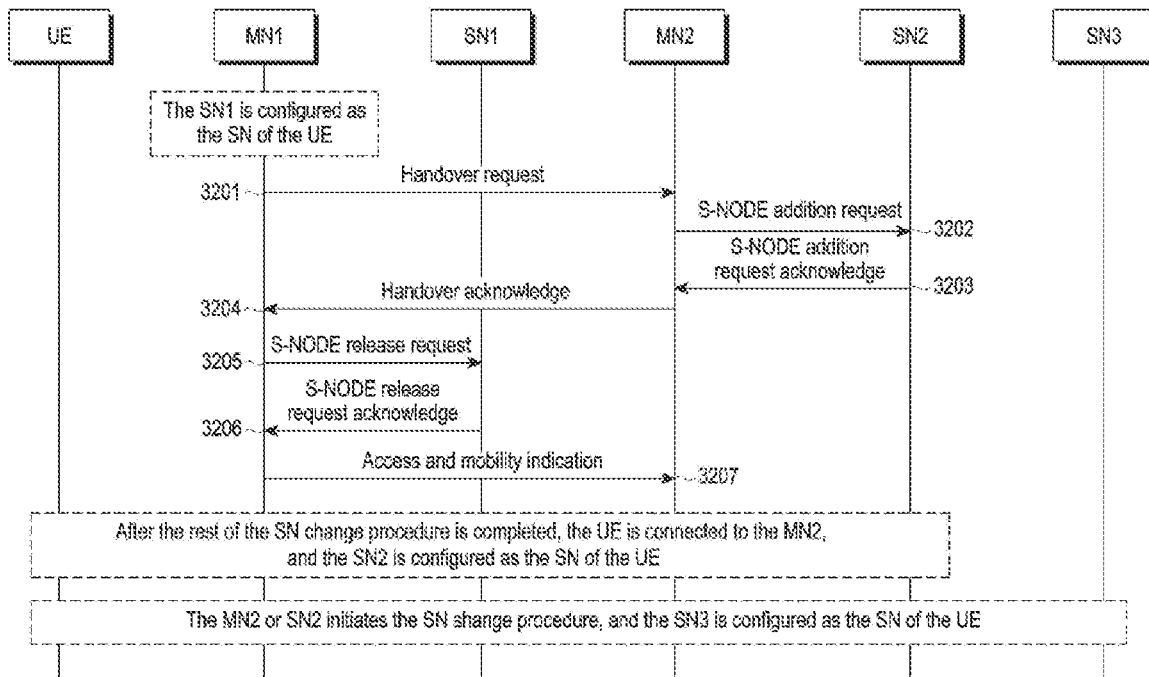 UE
MN1
SN1
MN2
SN2
SN3
The SN1 is configured as
the SN of the UE
Handover request
3201
S-NODE addition request
3202
S-NODE addition
request acknowledge
3203
Handover acknowledge
3204
S-NODE release request
3205
S-NODE release
request acknowledge
3206
Access and mobility indication
3207
After the rest of the SN change procedure is completed, the UE is connected to the MN2,
and the SN2 is configured as the SN of the UE
The MN2 or SN2 initiates the SN change procedure, and the SN3 is configured as the SN of the UE